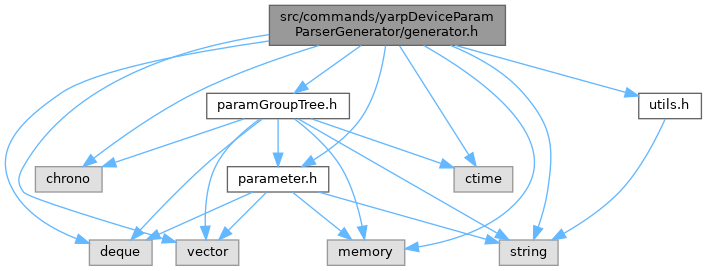 src/commands/yarpDeviceParam
ParserGenerator/generator.h
paramGroupTree.h
utils.h
chrono
parameter.h
ctime
deque
vector
memory
string